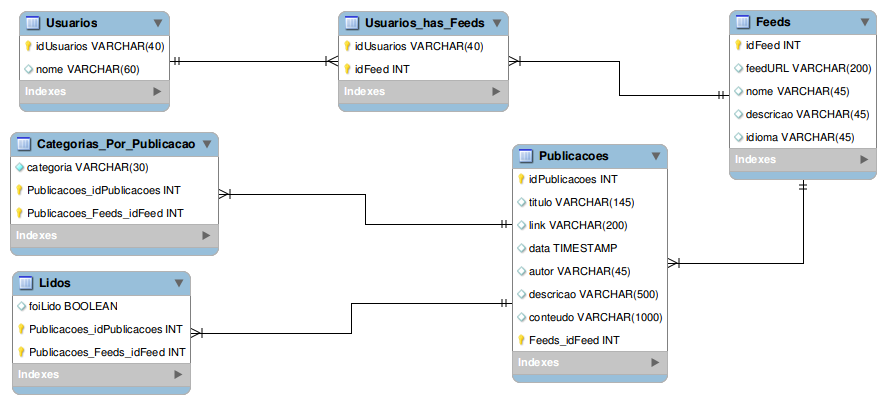 Usuarios
idUsuarios VARCHAR(40)
nome VARCHAR(60)
Indexes
Usuarios_has_Feeds
idUsuarios VARCHAR(40)
idFeed INT
Indexes
Feeds
idFeed INT
feedURL VARCHAR(200)
nome VARCHAR(45)
descricao VARCHAR(45)
idioma VARCHAR(45)
Indexes
Categorias_Por_Publicacao
categoria VARCHAR(30)
Publicacoes_idPublicacoes INT
Publicacoes_Feeds_idFeed INT
Indexes
Publicacoes
idPublicacoes INT
titulo VARCHAR(145)
link VARCHAR(200)
data TIMESTAMP
autor VARCHAR(45)
descricao VARCHAR(500)
conteudo VARCHAR(1000)
Feeds_idFeed INT
Indexes
Lidos
foiLido BOOLEAN
Publicacoes_idPublicacoes INT
Publicacoes_Feeds_idFeed INT
Indexes